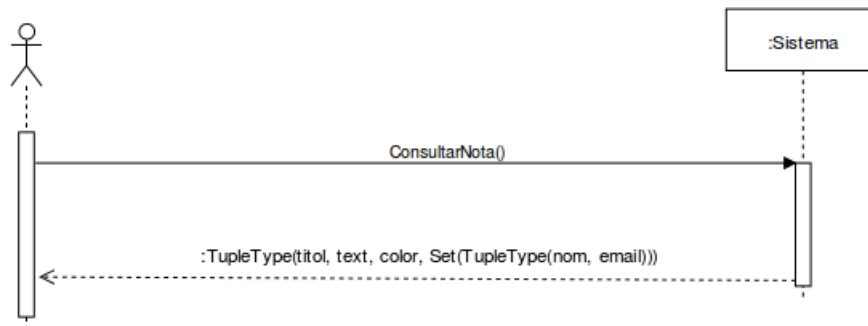 :Sistema
ConsultarNota()
:TupleType(titol, text, color, Set(TupleType(nom, email)))